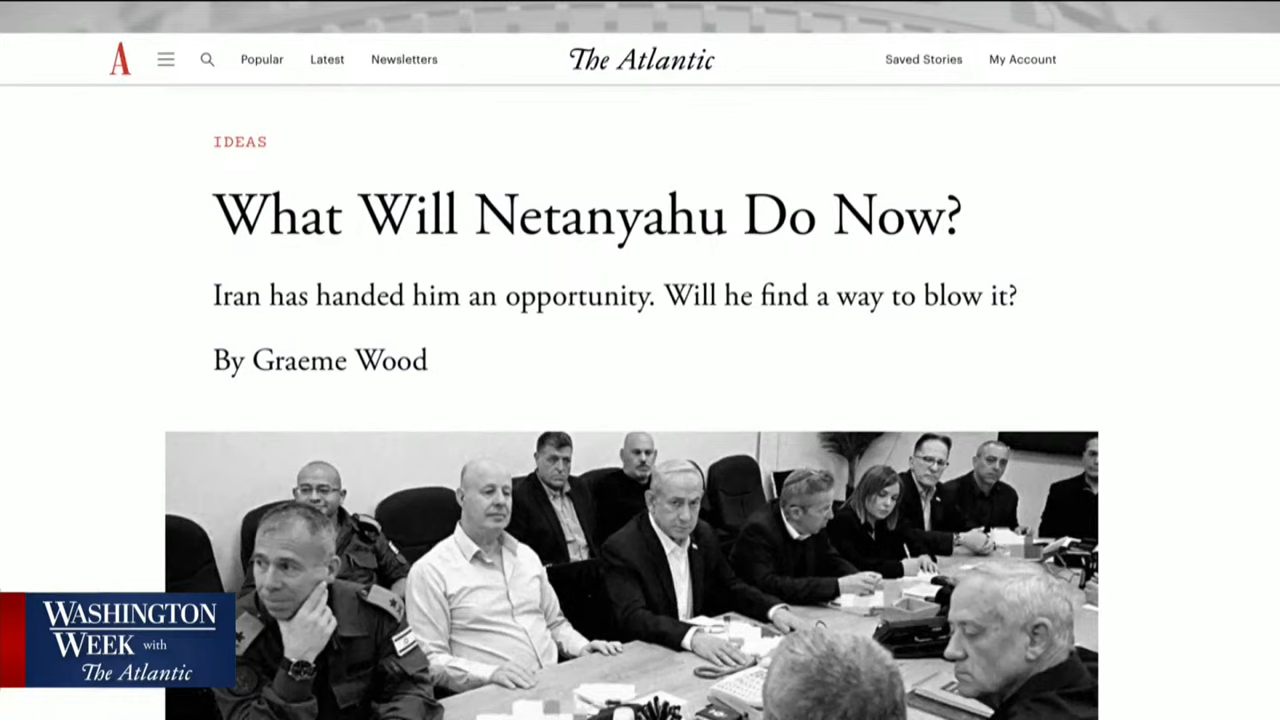 A
Popular
Latest
Newsletters
The Atlantic
Saved Stories
My Account
IDEAS
What Will Netanyahu Do Now?
Iran has handed him an opportunity. Will he find a way to blow it?
By Graeme Wood
WASHINGTON
WEEK with
The Atlantic